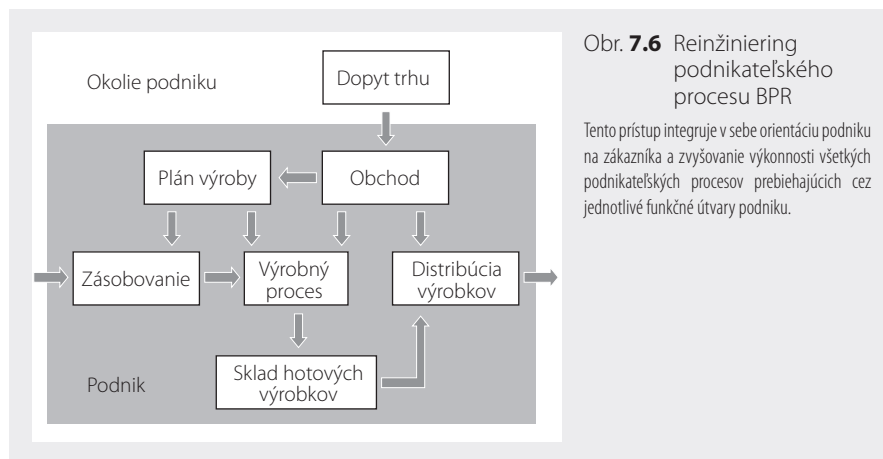 Okolie podniku
Dopyt trhu
Plán výroby
Obchod
Zásobovanie
Výrobný
proces
Distribúcia
výrobkov
Sklad hotových
výrobkov
Podnik
Obr. 7.6 Reinžiniering
podnikateľského
procesu BPR
Tento prístup integruje v sebe orientáciu podniku
na zákazníka a zvyšovanie výkonnosti všetkých
podnikateľských procesov prebiehajúcich cez
jednotlivé funkčné útvary podniku.